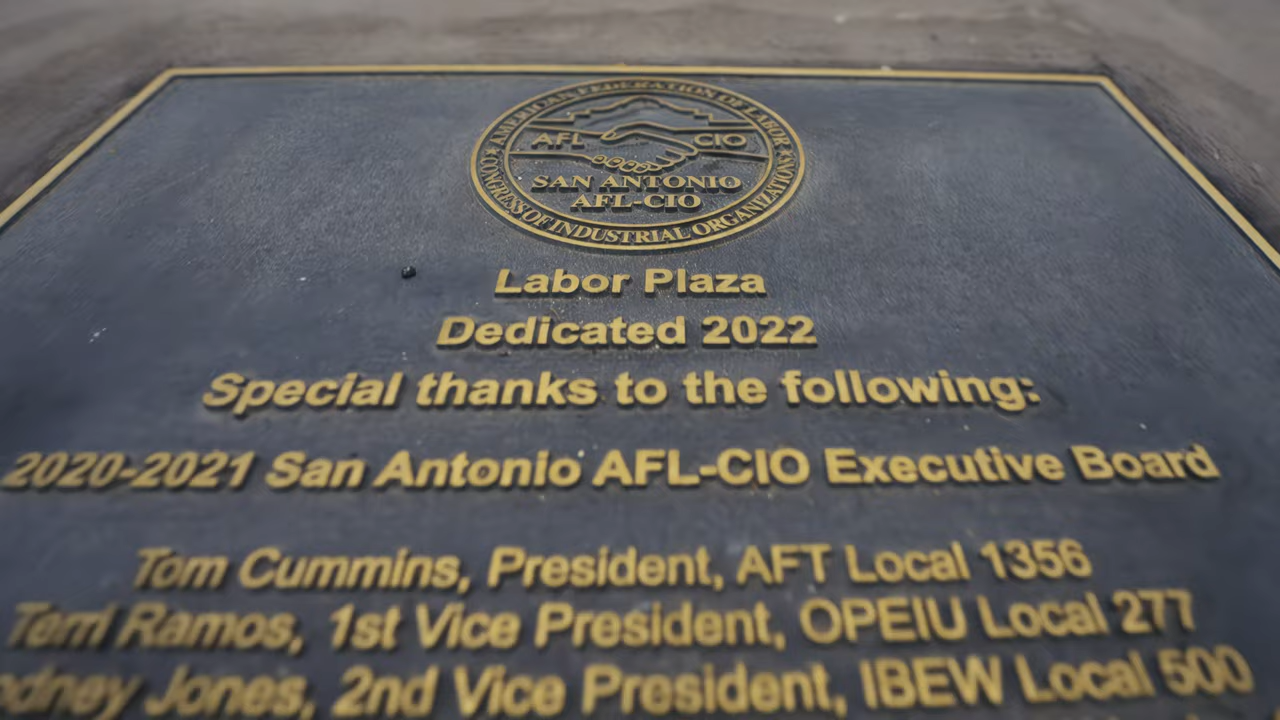 AMERICAN FEDERATION OF LABOR
AFL CIO
SAN ANTONIO
AFL-CIO
CONGRESS OF INDUSTRIAL ORGANIZATIONS
Labor Plaza
Dedicated 2022
Special thanks to the following:
2020-2021 San Antonio AFL-CIO Executive Board
Tom Cummins, President, AFT Local 1356
Terri Ramos, 1st Vice President, OPEIU Local 277
odney Jones, 2nd Vice President, IBEW Local 500